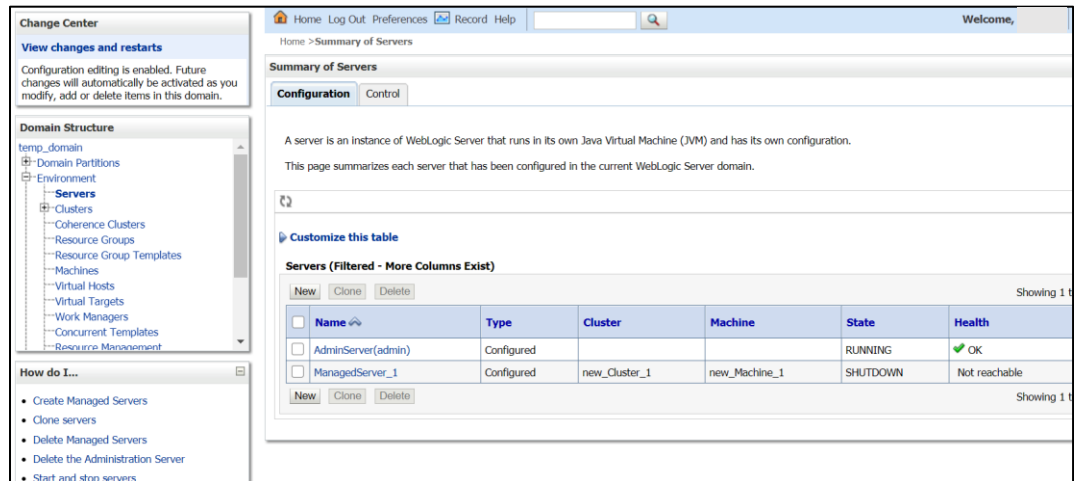 Change Center
View changes and restarts
Configuration editing is enabled. Future
changes will automatically be activated as you
modify, add or delete items in this domain.
Domain Structure
temp_domain
Domain Partitions
Environment
Servers
Clusters
Coherence Clusters
Resource Groups
Resource Group Templates
Machines
Virtual Hosts
Virtual Targets
Work Managers
Concurrent Templates
Resource Management
How do I...
Create Managed Servers
Clone servers
Delete Managed Servers
Delete the Administration Server
Start and stop servers
Home Log Out Preferences Record Help
Welcome,
Home >Summary of Servers
Summary of Servers
Configuration Control
A server is an instance of WebLogic Server that runs in its own Java Virtual Machine (JVM) and has its own configuration.
This page summarizes each server that has been configured in the current WebLogic Server domain.
Customize this table
Servers (Filtered - More Columns Exist)
New Clone Delete Showing 1 t
Name Type Cluster Machine State Health
AdminServer(admin) Configured RUNNING OK
ManagedServer_1 Configured new_Cluster_1 new_Machine_1 SHUTDOWN Not reachable
New Clone Delete Showing 1 t